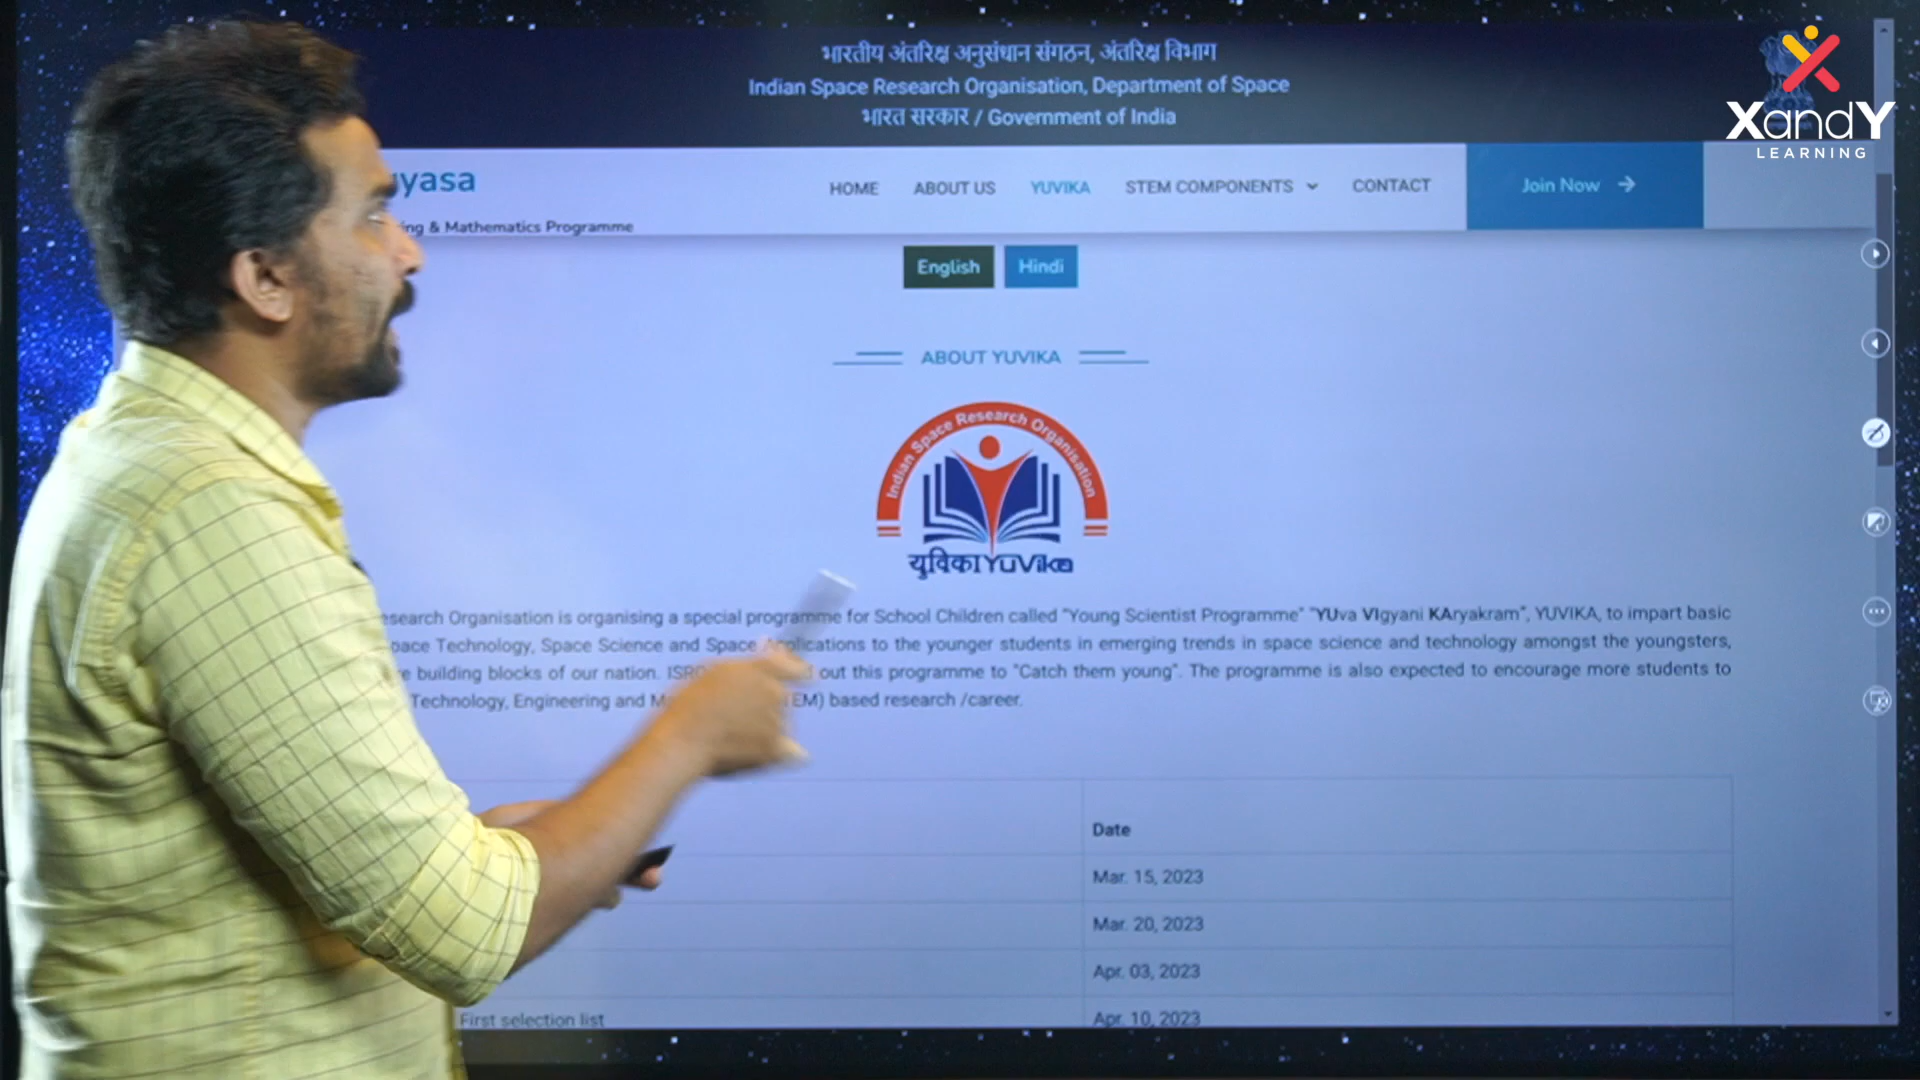 भारतीय अंतरिक्ष अनुसंधान संगठन, अंतरिक्ष विभाग
Indian Space Research Organisation, Department of Space
भारत सरकार / Government of India
XandY
LEARNING
yasa
HOME ABOUT US YUVIKA STEM COMPONENTS CONTACT Join Now
& Mathematics Programme
English Hindi
ABOUT YUVIKA
Indian Space Research Organisation
युविका YUVika
Organisation is organising a special programme for School Children called "Young Scientist Programme" "YUva VIgyani KAryakram", YUVIKA, to impart basic
Technology, Space Science and Space to the younger students in emerging trends in space science and technology amongst the youngsters,
building blocks of our nation. out this programme to "Catch them young". The programme is also expected to encourage more students to
Technology, Engineering and based research /career.
Date
Mar. 15, 2023
Mar. 20, 2023
Apr. 03, 2023
First selection list Apr. 10, 2023